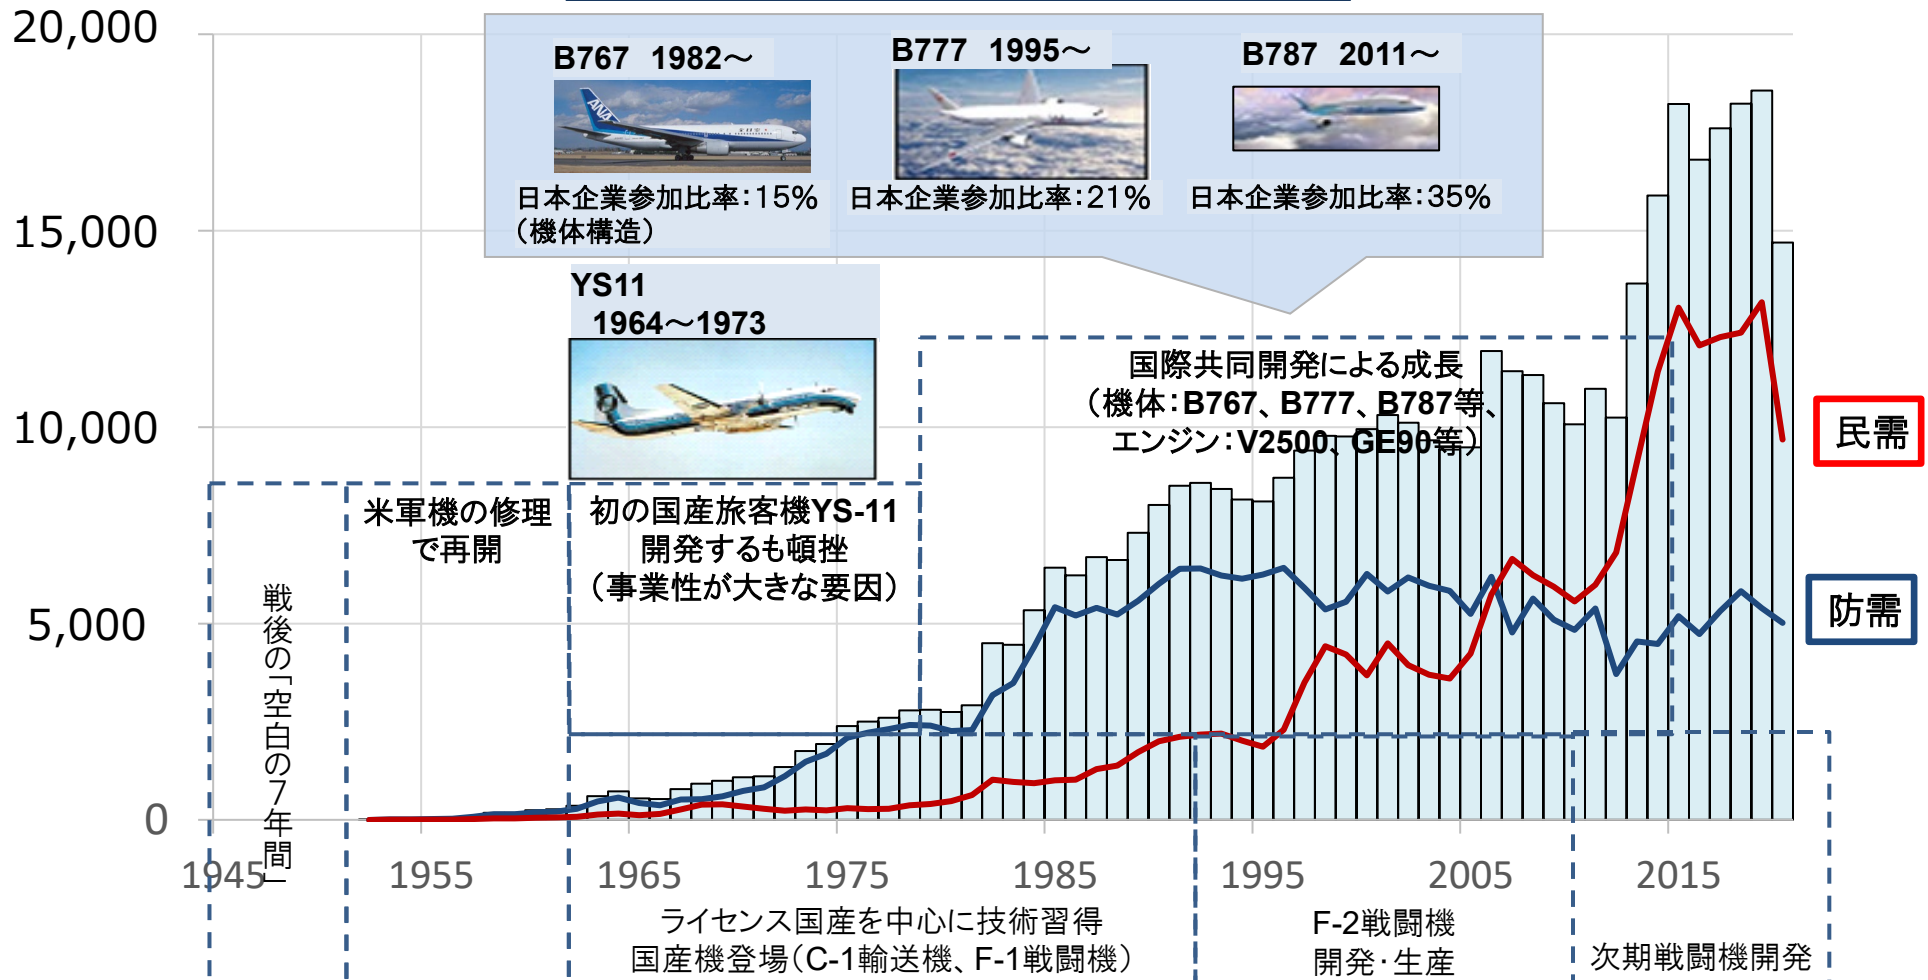 20,000
15,000
10,000
5,000
0
B767 1982～
日本企業参加比率：15%
（機体構造）
B777 1995～
日本企業参加比率：21%
B787 2011～
日本企業参加比率：35%
YS11
1964～1973
国際共同開発による成長
（機体：B767、B777、B787等、
エンジン：V2500、GE90等）
民需
防需
戦後の「空白の７年間」
米軍機の修理
で再開
初の国産旅客機YS-11
開発するも頓挫
（事業性が大きな要因）
1945
1955
1965
1975
1985
1995
2005
2015
ライセンス国産を中心に技術習得
国産機登場（C-1輸送機、F-1戦闘機）
F-2戦闘機
開発・生産
次期戦闘機開発
ANA